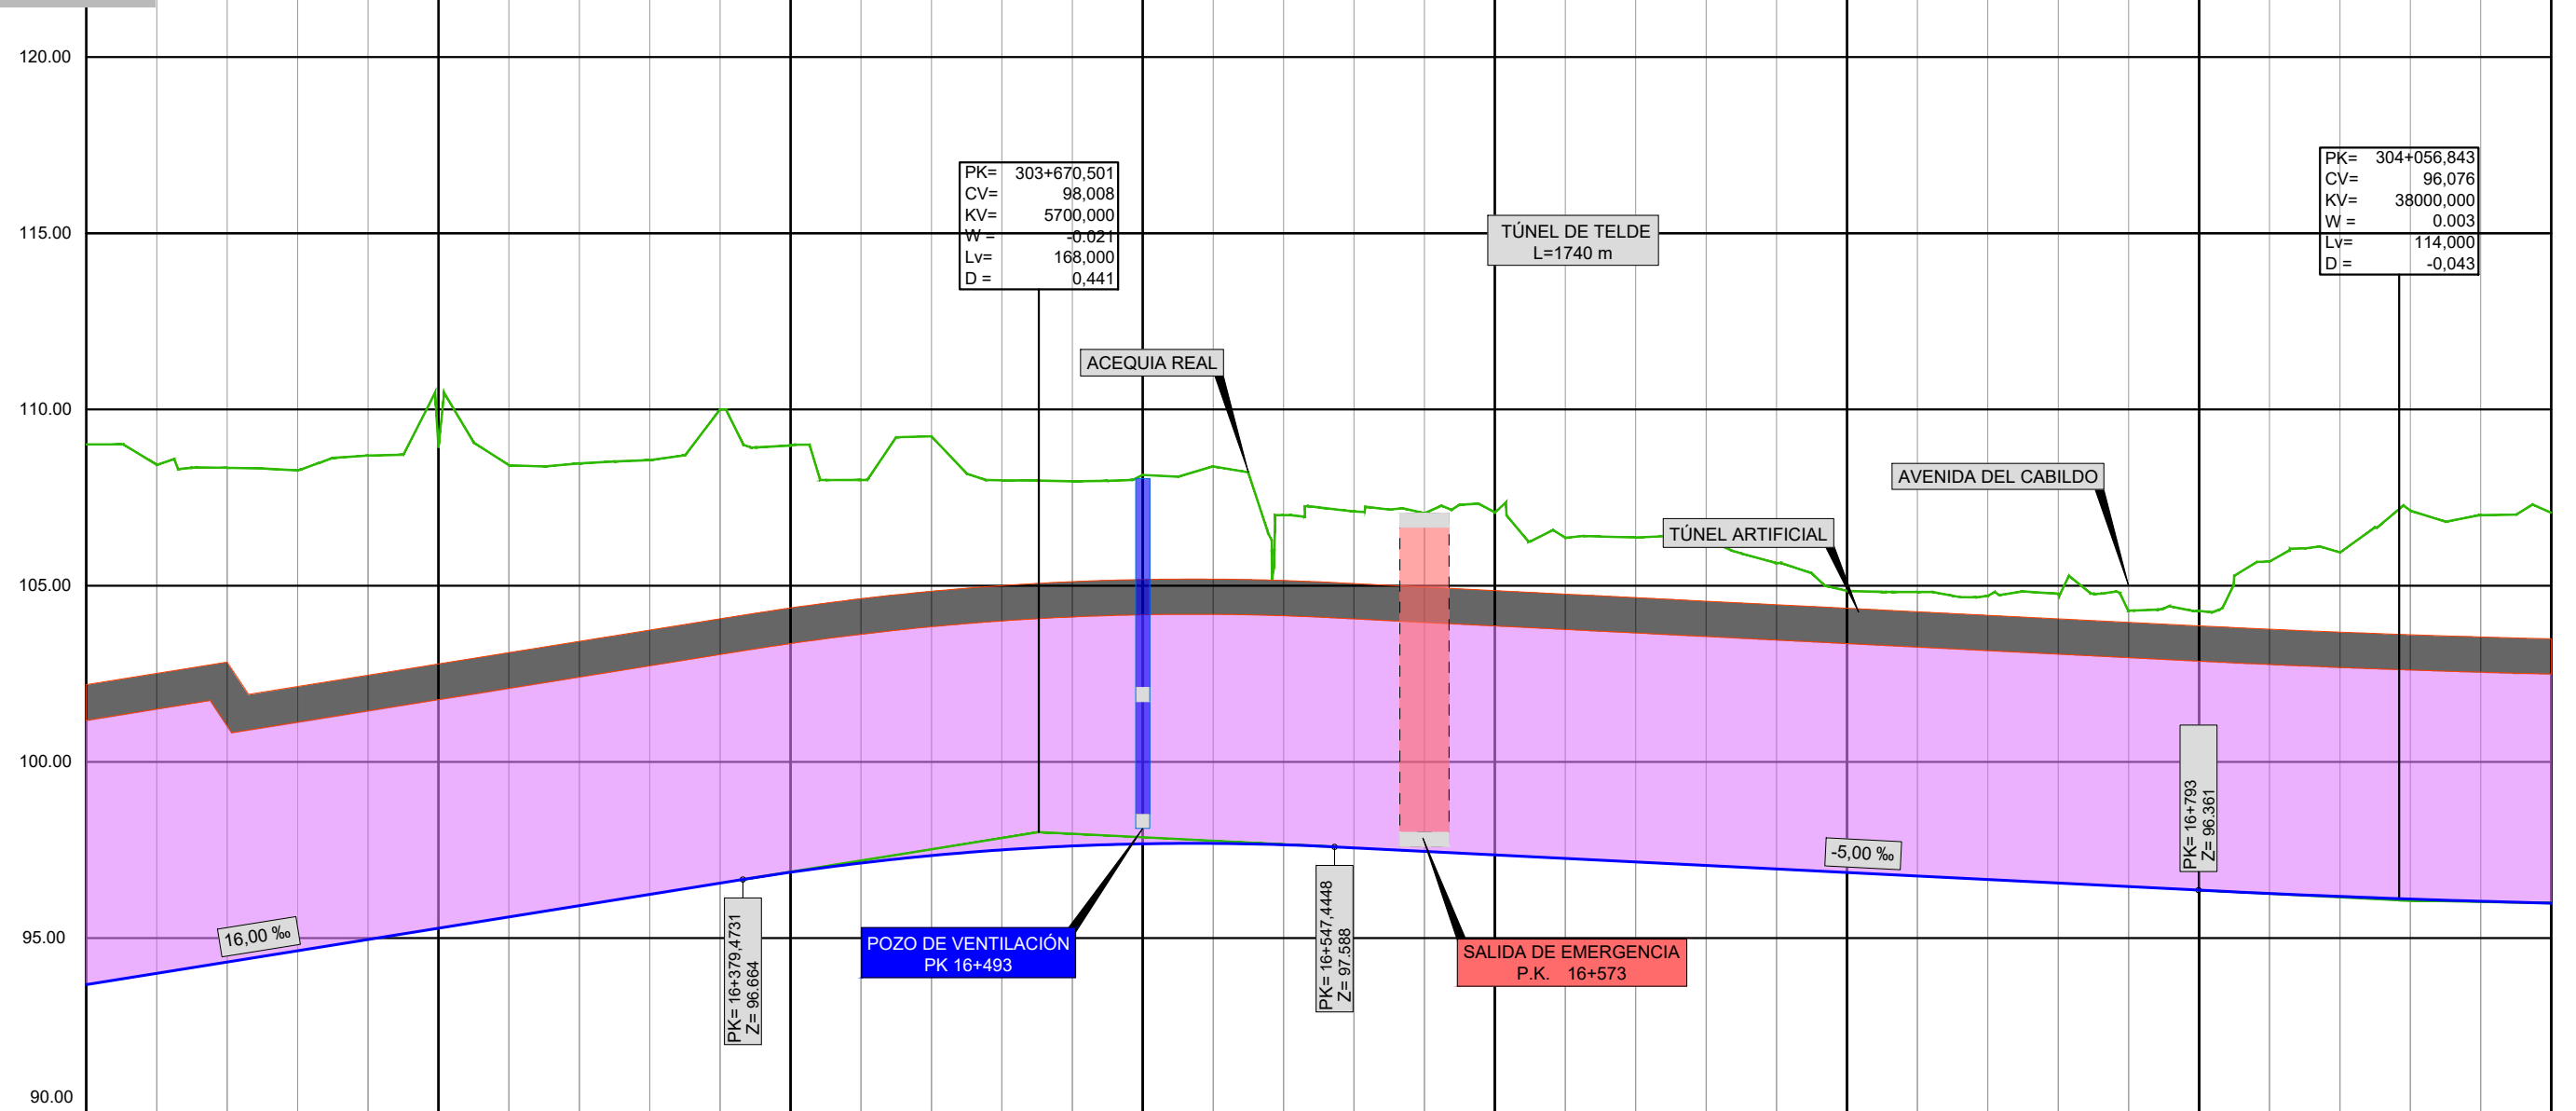 120.00
115.00
110.00
105.00
100.00
95.00
90.00
PK= 303+670,501
CV= 98,008
KV= 5700,000
W = -0.021
Lv= 168,000
D = 0,441
PK= 304+056,843
CV= 96,076
KV= 38000,000
W = 0.003
Lv= 114,000
D = -0,043
TÚNEL DE TELDE
L=1740 m
ACEQUIA REAL
AVENIDA DEL CABILDO
TÚNEL ARTIFICIAL
16,00 ‰
-5,00 ‰
PK= 16+379,4731
Z= 96.664
POZO DE VENTILACIÓN
PK 16+493
PK= 16+547,4448
Z= 97.588
SALIDA DE EMERGENCIA
P.K. 16+573
PK= 16+793
Z= 96.361